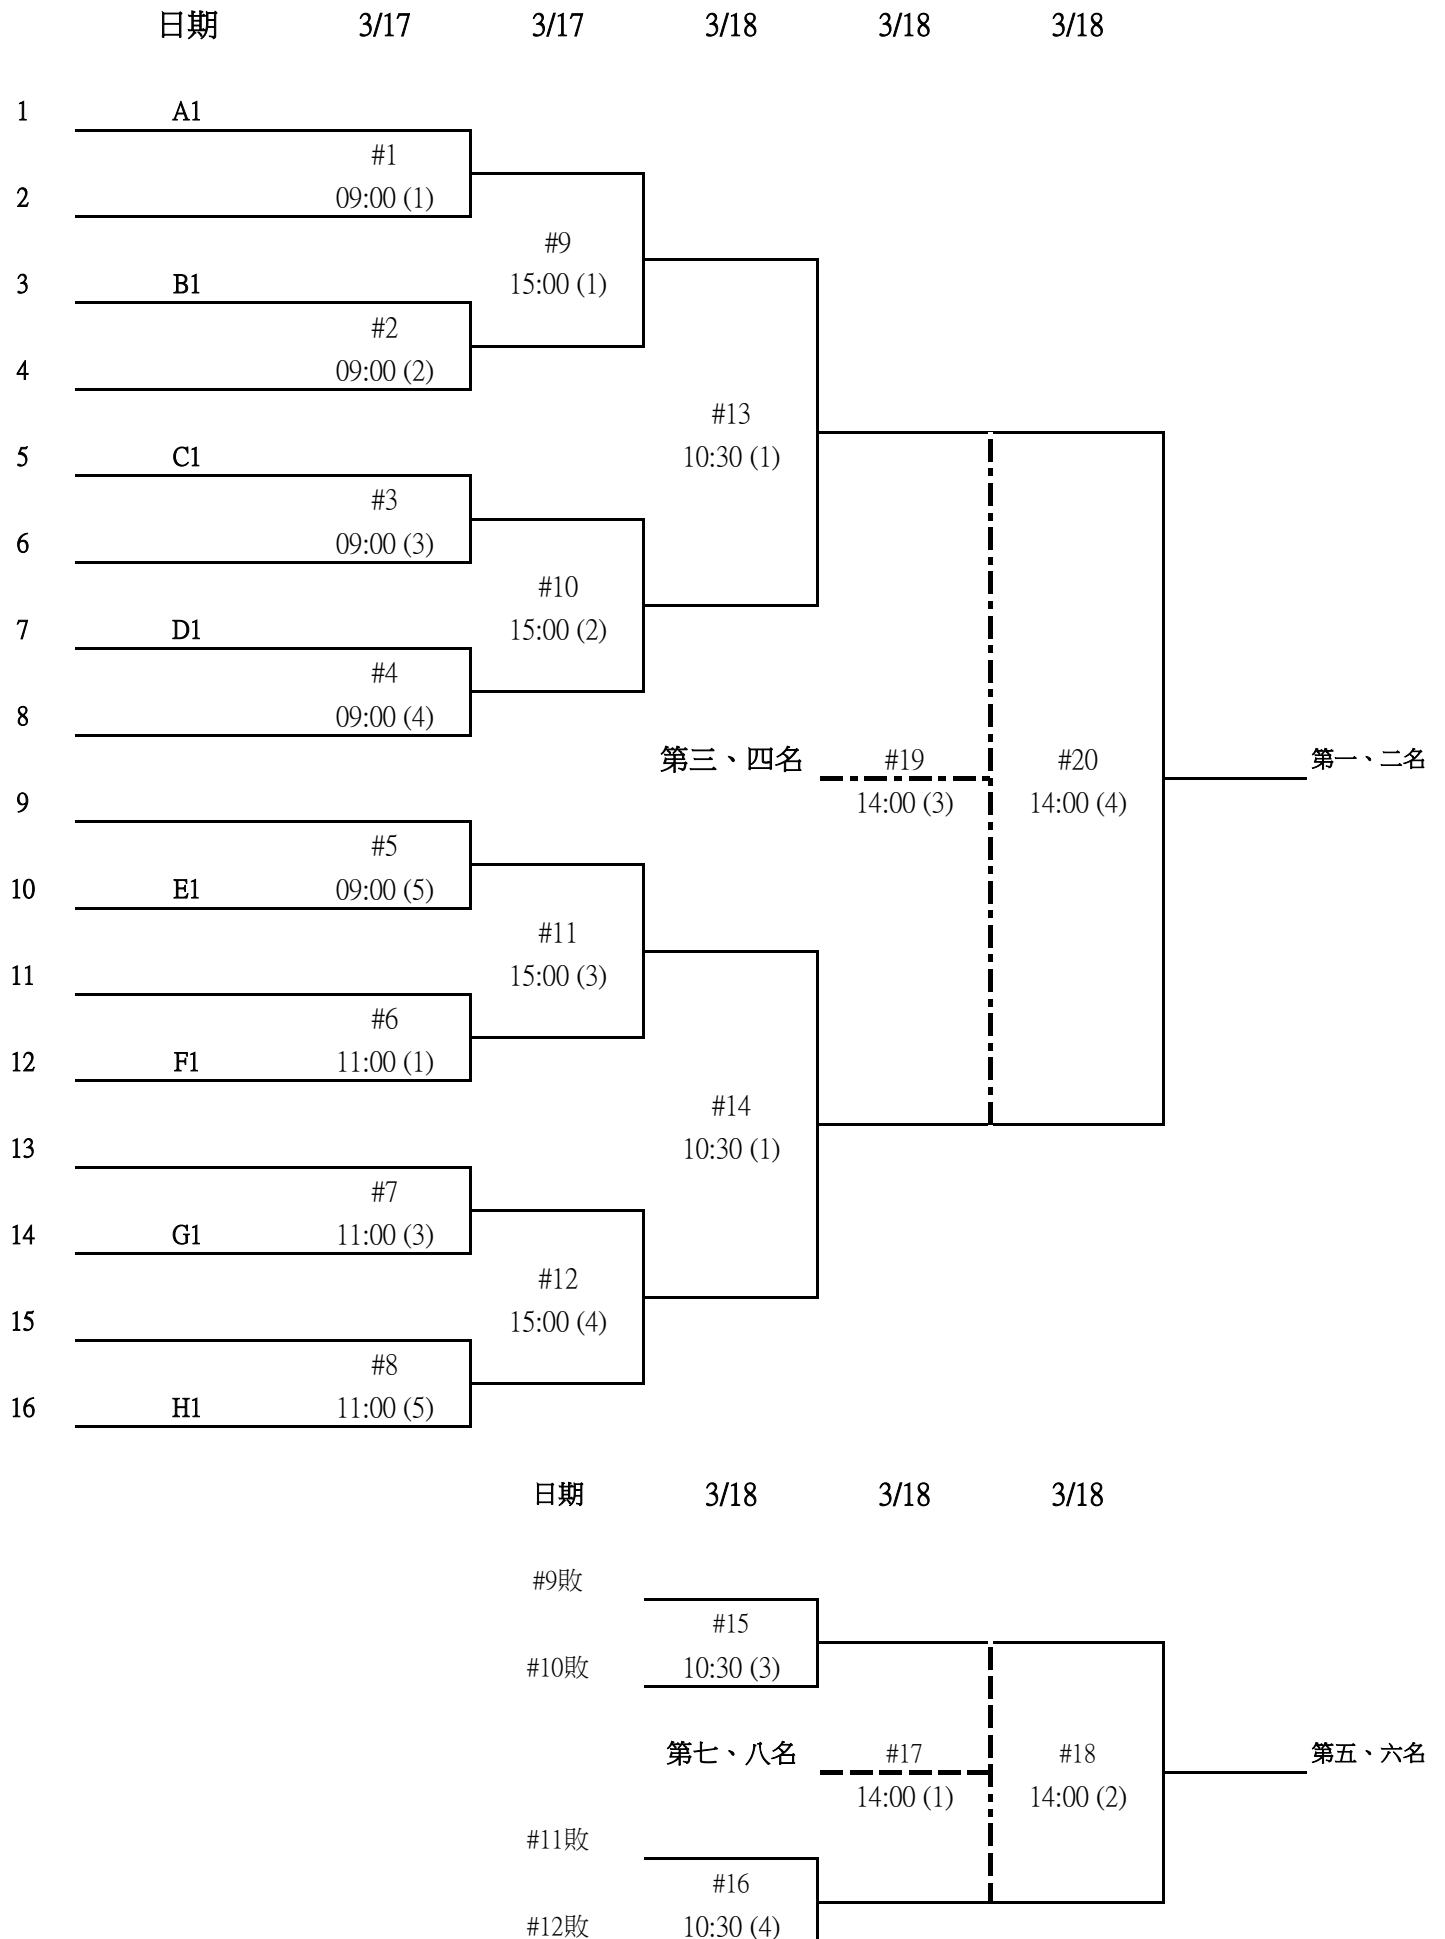 日期 3/17 3/17 3/18 3/18 3/18
1 A1
#1
2 09:00 (1)
#9
3 B1 15:00 (1)
#2
4 09:00 (2)
#13
5 C1 10:30 (1)
#3
6 09:00 (3)
#10
7 D1 15:00 (2)
#4
8 09:00 (4)
第三、四名 #19 #20 第一、二名
9 14:00 (3) 14:00 (4)
#5
10 E1 09:00 (5)
#11
11 15:00 (3)
#6
12 F1 11:00 (1)
#14
13 10:30 (1)
#7
14 G1 11:00 (3)
#12
15 15:00 (4)
#8
16 H1 11:00 (5)
日期 3/18 3/18 3/18
#9敗
#15
#10敗 10:30 (3)
第七、八名 #17 #18 第五、六名
14:00 (1) 14:00 (2)
#11敗
#16
#12敗 10:30 (4)